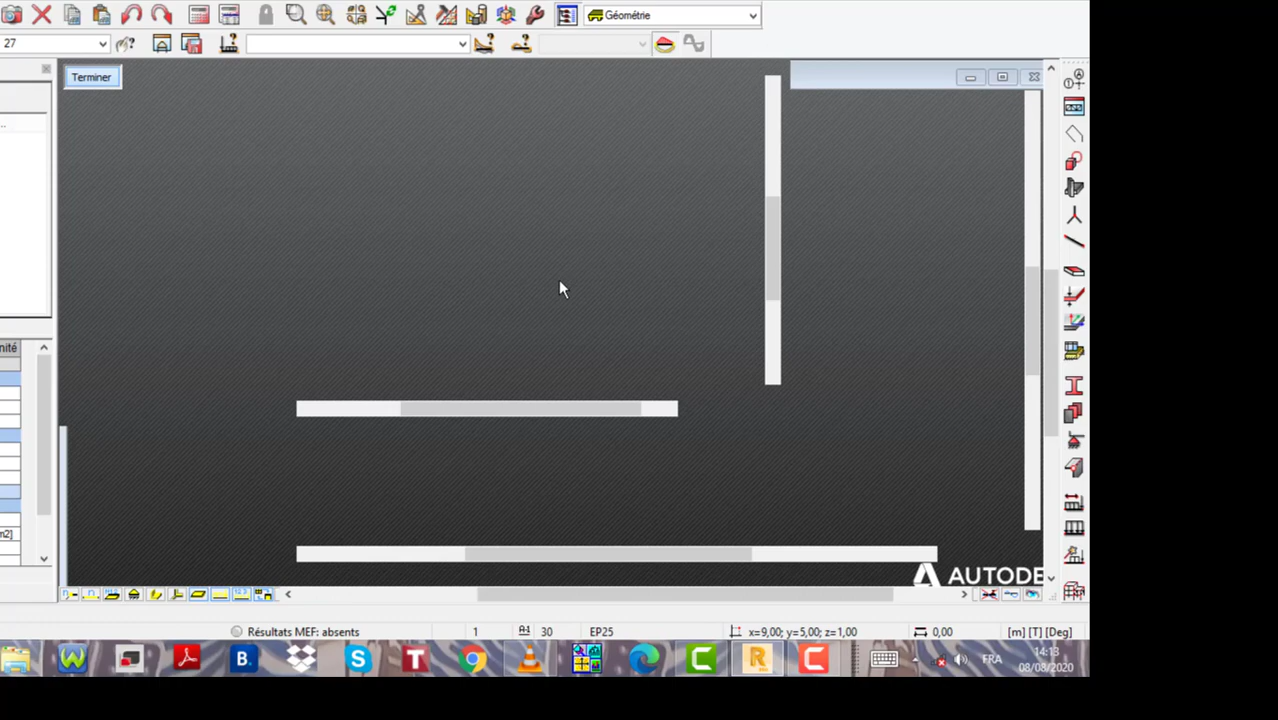 Géométrie
27
Terminer
...
nité
m2]
AUTODE
Résultats MEF: absents
1
30
EP25
x=9,00; y=5,00; z=1,00
0,00
[m] [T] [Deg]
FRA
14:13
08/08/2020